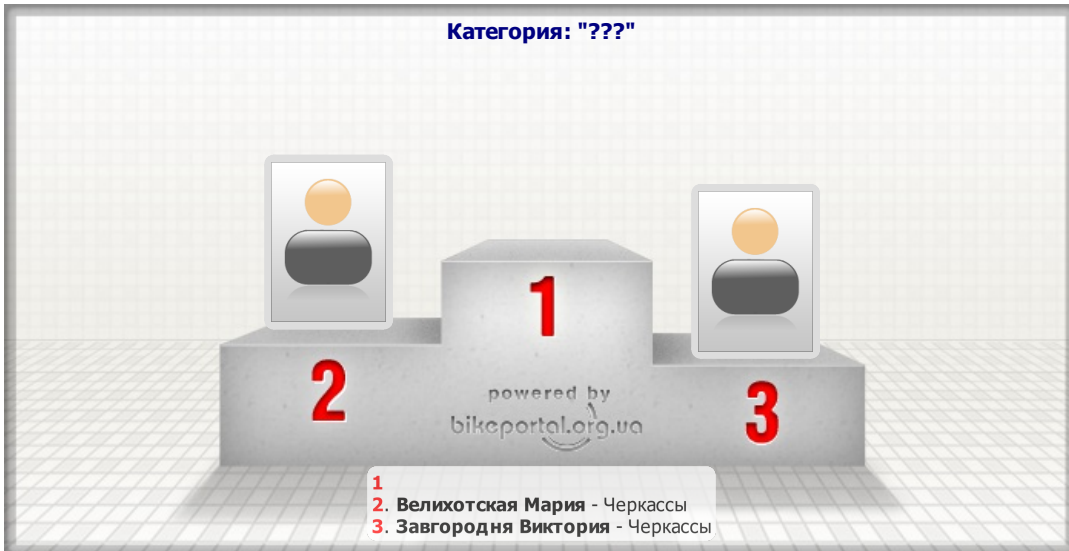 Категория: "???"
1
2
3
powered by
bikeportal.org.ua
1
2. Велихотская Мария - Черкассы
3. Завгородня Виктория - Черкассы